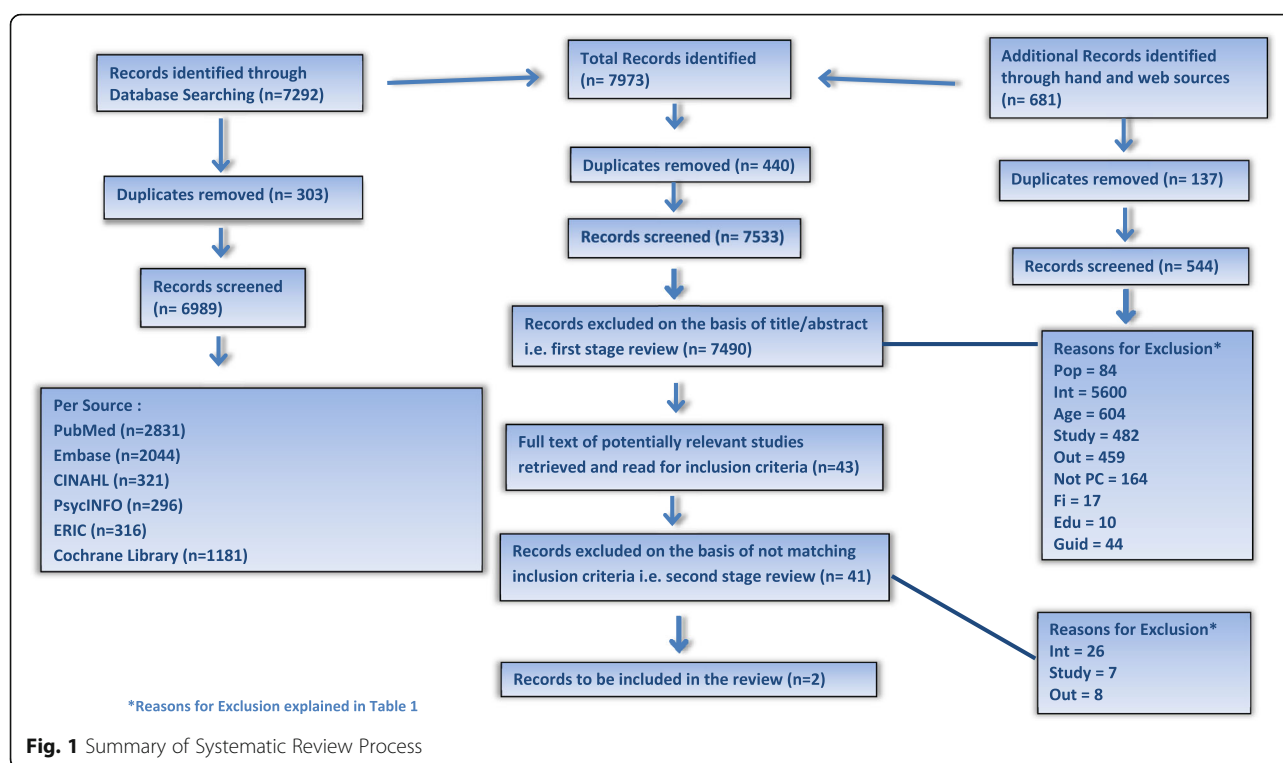 Records identified through
Database Searching (n=7292)
Duplicates removed (n= 303)
Records screened
(n= 6989)
Per Source :
PubMed (n=2831)
Embase (n=2044)
CINAHL (n=321)
PsycINFO (n=296)
ERIC (n=316)
Cochrane Library (n=1181)
Total Records identified
(n= 7973)
Duplicates removed (n= 440)
Records screened (n= 7533)
Records excluded on the basis of title/abstract
i.e. first stage review (n= 7490)
Full text of potentially relevant studies
retrieved and read for inclusion criteria (n=43)
Records excluded on the basis of not matching
inclusion criteria i.e. second stage review (n= 41)
Records to be included in the review (n=2)
Additional Records identified
through hand and web sources
(n= 681)
Duplicates removed (n= 137)
Records screened (n= 544)
Reasons for Exclusion*
Pop = 84
Int = 5600
Age = 604
Study = 482
Out = 459
Not PC = 164
Fi = 17
Edu = 10
Guid = 44
Reasons for Exclusion*
Int = 26
Study = 7
Out = 8
*Reasons for Exclusion explained in Table 1
Fig. 1 Summary of Systematic Review Process